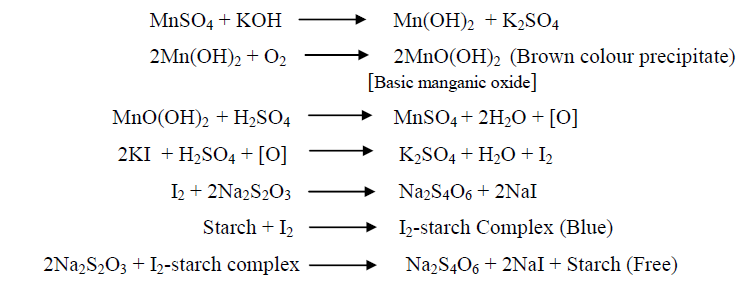 MnSO₄ + KOH ⟶ Mn(OH)₂ + K₂SO₄
2Mn(OH)₂ + O₂ ⟶ 2MnO(OH)₂ (Brown colour precipitate)
[Basic manganic oxide]
MnO(OH)₂ + H₂SO₄ ⟶ MnSO₄ + 2H₂O + [O]
2KI + H₂SO₄ + [O] ⟶ K₂SO₄ + H₂O + I₂
I₂ + 2Na₂S₂O₃ ⟶ Na₂S₄O₆ + 2NaI
Starch + I₂ ⟶ I₂-starch Complex (Blue)
2Na₂S₂O₃ + I₂-starch complex ⟶ Na₂S₄O₆ + 2NaI + Starch (Free)